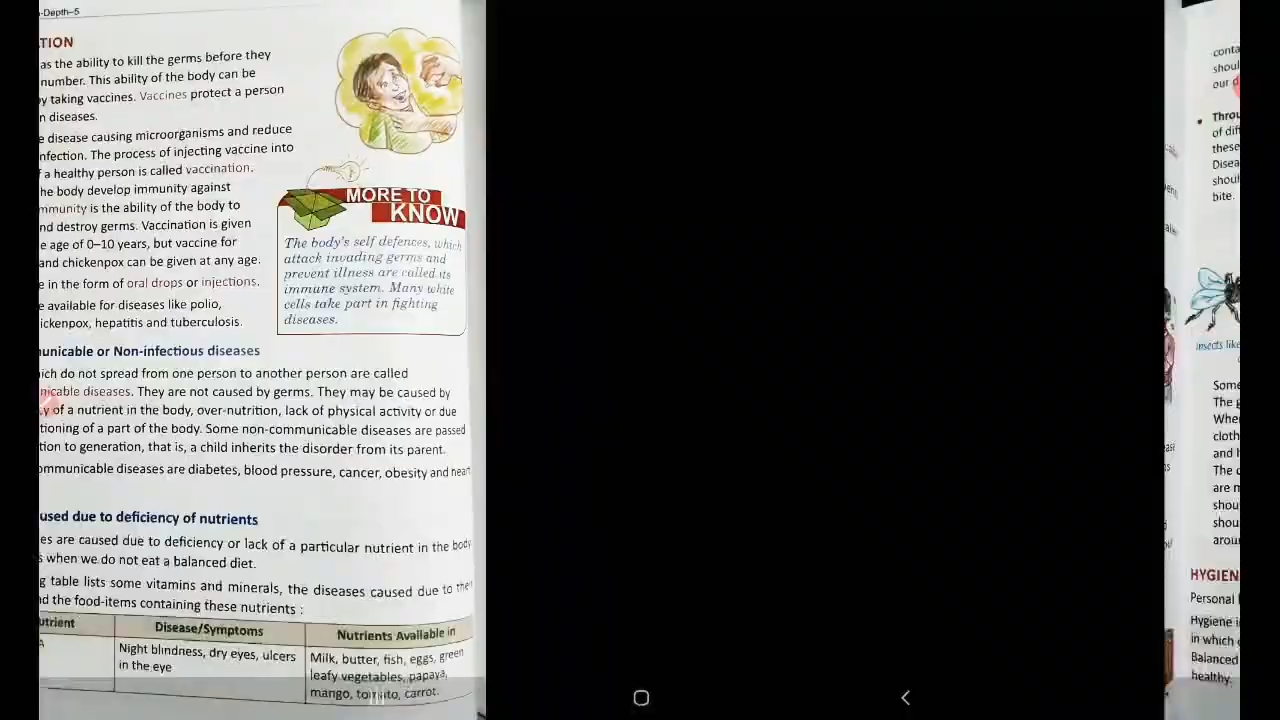 -Depth–5
TION
as the ability to kill the germs before they
number. This ability of the body can be
y taking vaccines. Vaccines protect a person
n diseases.
e disease causing microorganisms and reduce
nfection. The process of injecting vaccine into
f a healthy person is called vaccination.
he body develop immunity against
mmunity is the ability of the body to
nd destroy germs. Vaccination is given
e age of 0–10 years, but vaccine for
and chickenpox can be given at any age.
e in the form of oral drops or injections.
e available for diseases like polio,
ickenpox, hepatitis and tuberculosis.
MORE TO
KNOW
The body's self defences, which
attack invading germs and
prevent illness are called its
immune system. Many white
cells take part in fighting
diseases.
unicable or Non-infectious diseases
ich do not spread from one person to another person are called
nicable diseases. They are not caused by germs. They may be caused by
y of a nutrient in the body, over-nutrition, lack of physical activity or due
tioning of a part of the body. Some non-communicable diseases are passed
tion to generation, that is, a child inherits the disorder from its parent.
ommunicable diseases are diabetes, blood pressure, cancer, obesity and heart
used due to deficiency of nutrients
es are caused due to deficiency or lack of a particular nutrient in the body
s when we do not eat a balanced diet.
g table lists some vitamins and minerals, the diseases caused due to their
nd the food-items containing these nutrients :
utrient Disease/Symptoms Nutrients Available in
A Night blindness, dry eyes, ulcers
in the eye
Milk, butter, fish, eggs, green
leafy vegetables, papaya,
mango, tomato, carrot.
conta
shoul
our d
• Throu
of dif
these
Disea
shoul
bite.
insects like
Some
The g
When
cloth
and h
The d
are m
shou
shou
arou
HYGIEN
Personal
Hygiene i
in which
Balanced
healthy.